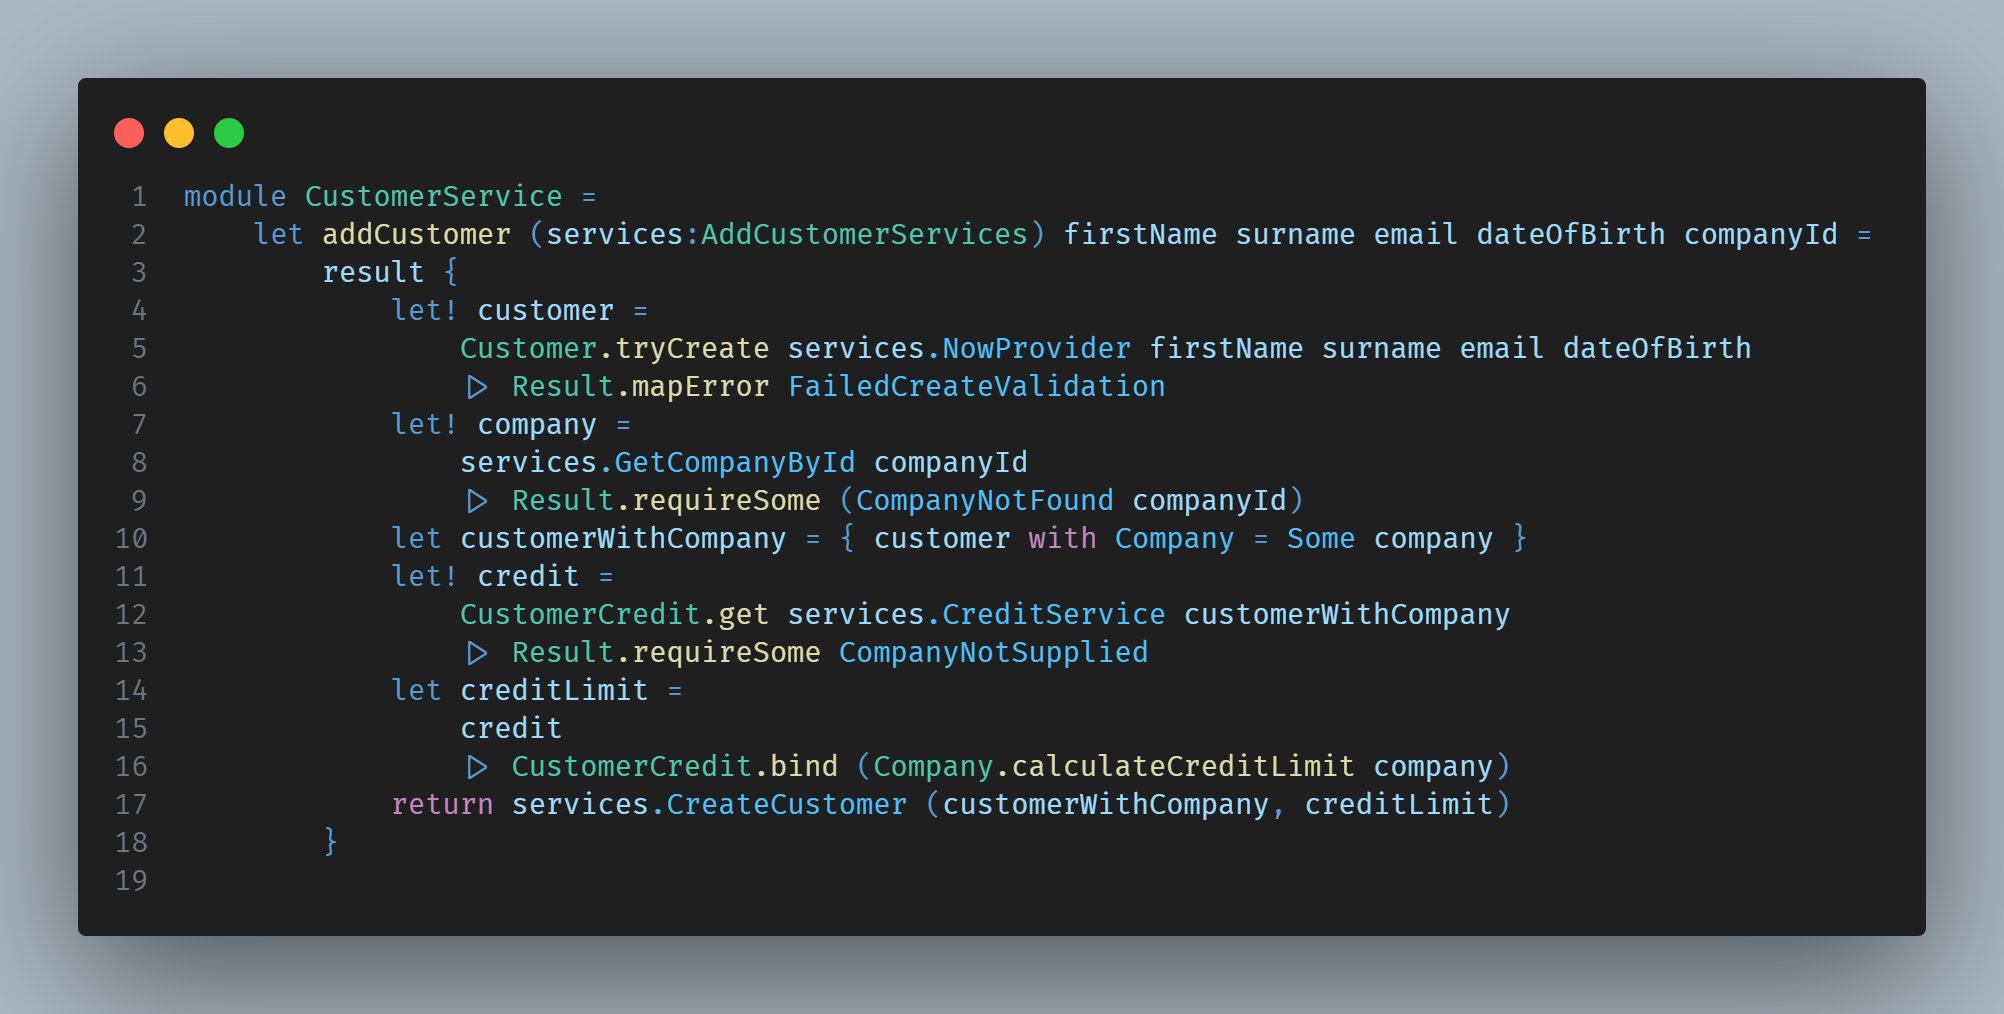 1 module CustomerService =
2     let addCustomer (services:AddCustomerServices) firstName surname email dateOfBirth companyId =
3         result {
4             let! customer =
5                 Customer.tryCreate services.NowProvider firstName surname email dateOfBirth
6                 |> Result.mapError FailedCreateValidation
7             let! company =
8                 services.GetCompanyById companyId
9                 |> Result.requireSome (CompanyNotFound companyId)
10             let customerWithCompany = { customer with Company = Some company }
11             let! credit =
12                 CustomerCredit.get services.CreditService customerWithCompany
13                 |> Result.requireSome CompanyNotSupplied
14             let creditLimit =
15                 credit
16                 |> CustomerCredit.bind (Company.calculateCreditLimit company)
17             return services.CreateCustomer (customerWithCompany, creditLimit)
18         }
19